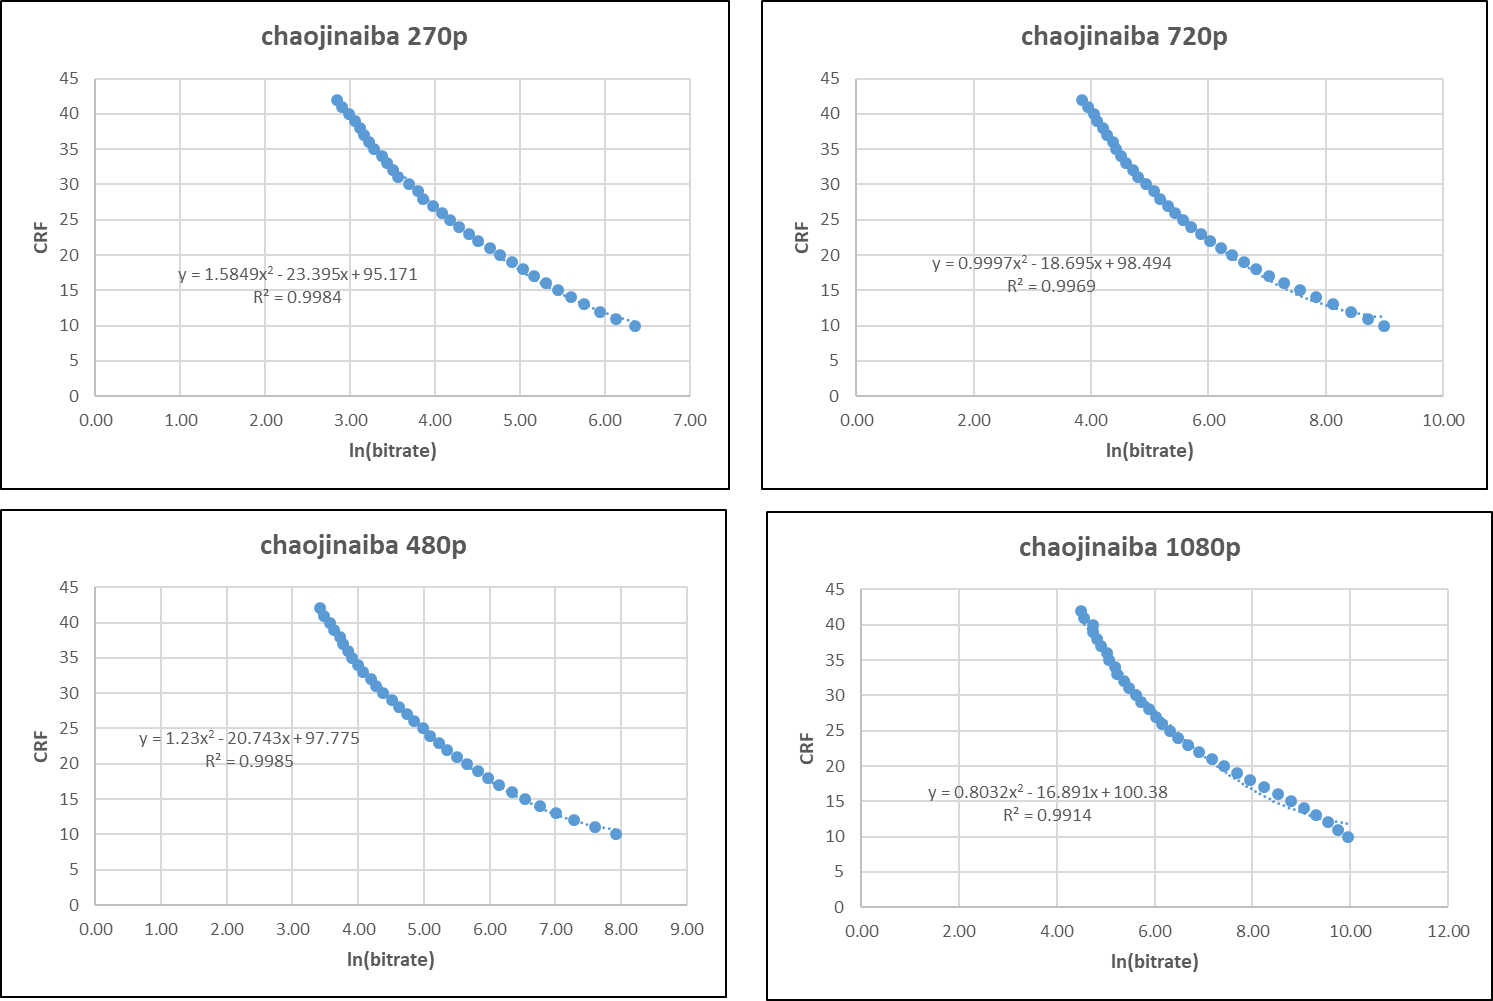 chaojinaiba 270p
45
40
35
30
25
20
15
10
5
0
CRF
y = 1.5849x² - 23.395x + 95.171
R² = 0.9984
0.00 1.00 2.00 3.00 4.00 5.00 6.00 7.00
ln(bitrate)
chaojinaiba 720p
45
40
35
30
25
20
15
10
5
0
CRF
y = 0.9997x² - 18.695x + 98.494
R² = 0.9969
0.00 2.00 4.00 6.00 8.00 10.00
ln(bitrate)
chaojinaiba 480p
45
40
35
30
25
20
15
10
5
0
CRF
y = 1.23x² - 20.743x + 97.775
R² = 0.9985
0.00 1.00 2.00 3.00 4.00 5.00 6.00 7.00 8.00 9.00
ln(bitrate)
chaojinaiba 1080p
45
40
35
30
25
20
15
10
5
0
CRF
y = 0.8032x² - 16.891x + 100.38
R² = 0.9914
0.00 2.00 4.00 6.00 8.00 10.00 12.00
ln(bitrate)